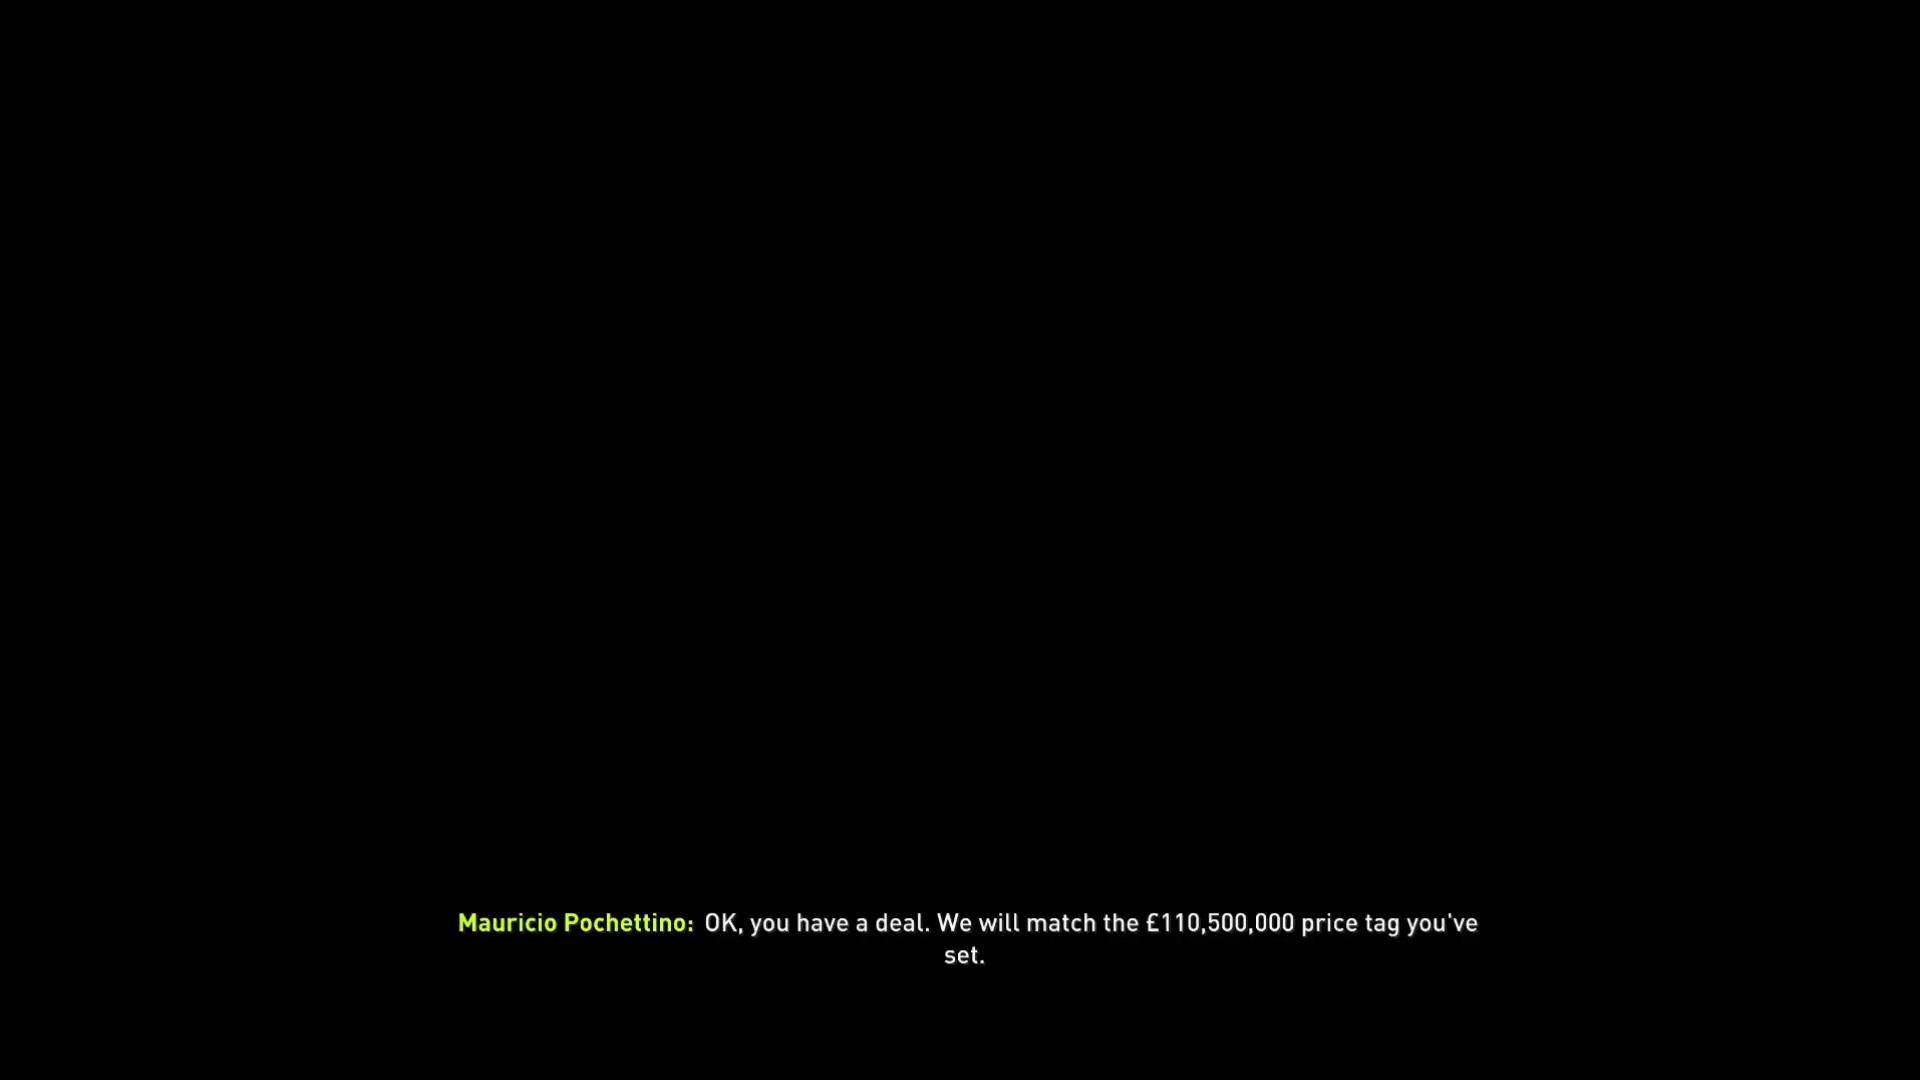 Mauricio Pochettino: OK, you have a deal. We will match the £110,500,000 price tag you've
set.